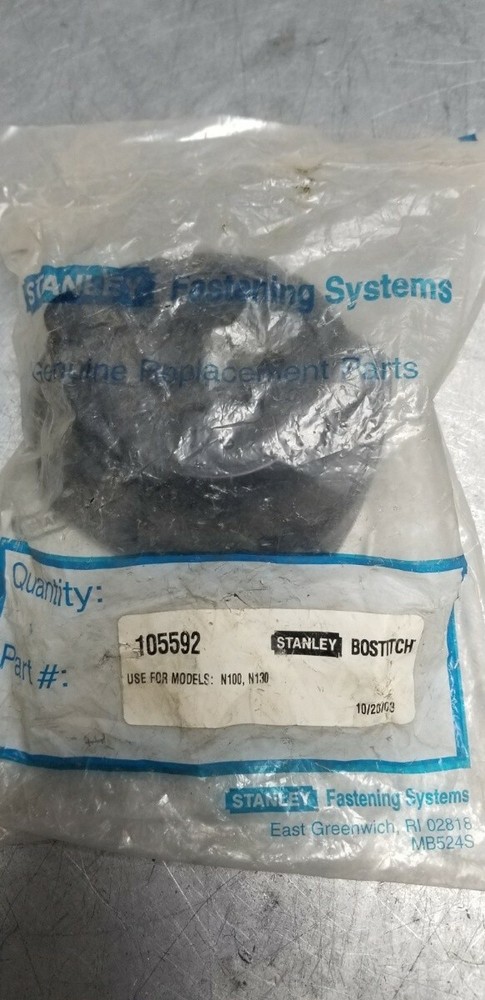 STANLEY Fastening Systems
Genuine Replacement Parts
Quantity:
105592 STANLEY BOSTITCH
Part #:
USE FOR MODELS: N100, N130
10/20/03
STANLEY Fastening Systems
East Greenwich, RI 02818
MB524S